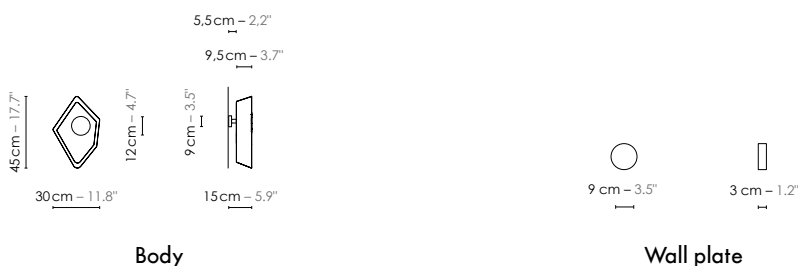 5,5cm – 2,2"
9,5cm – 3.7"
45cm – 17.7"
12cm – 4.7"
9cm – 3.5"
30cm – 11.8"
15cm – 5.9"
9 cm – 3.5"
3 cm – 1.2"
Body
Wall plate